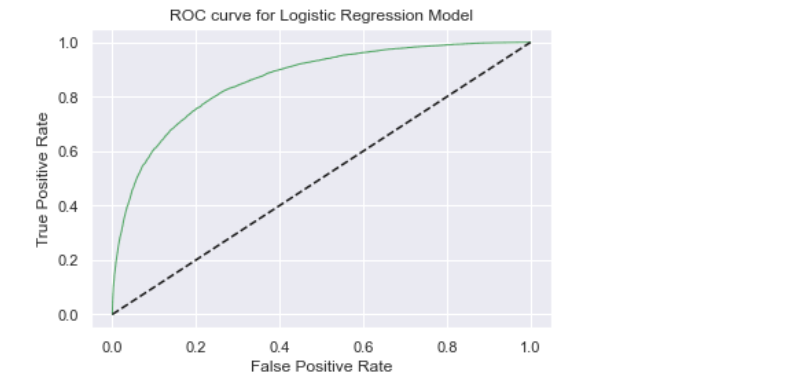 ROC curve for Logistic Regression Model
1.0
0.8
0.6
0.4
0.2
0.0
True Positive Rate
0.0 0.2 0.4 0.6 0.8 1.0
False Positive Rate